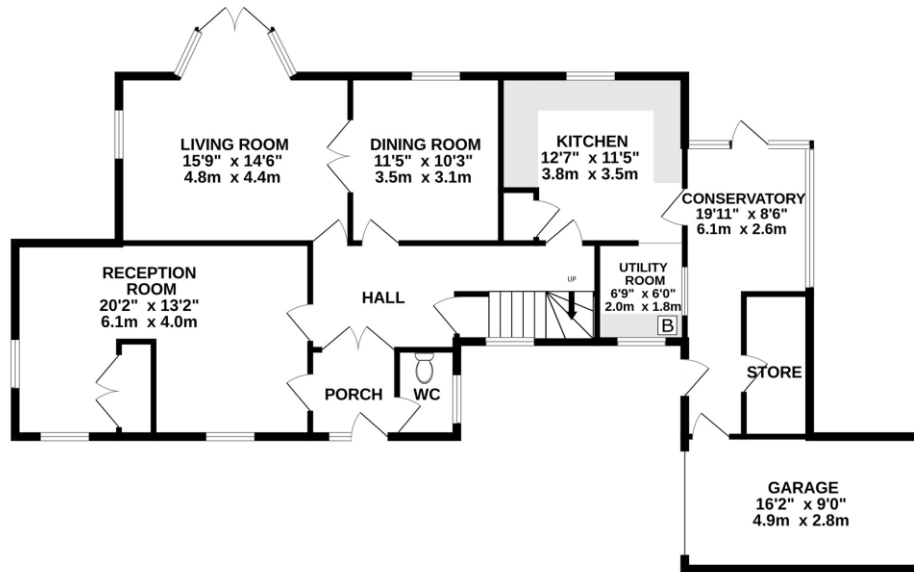 LIVING ROOM
15'9" x 14'6"
4.8m x 4.4m
DINING ROOM
11'5" x 10'3"
3.5m x 3.1m
KITCHEN
12'7" x 11'5"
3.8m x 3.5m
CONSERVATORY
19'11" x 8'6"
6.1m x 2.6m
RECEPTION
ROOM
20'2" x 13'2"
6.1m x 4.0m
HALL
UP
UTILITY
ROOM
6'9" x 6'0"
2.0m x 1.8m
B
PORCH
WC
STORE
GARAGE
16'2" x 9'0"
4.9m x 2.8m